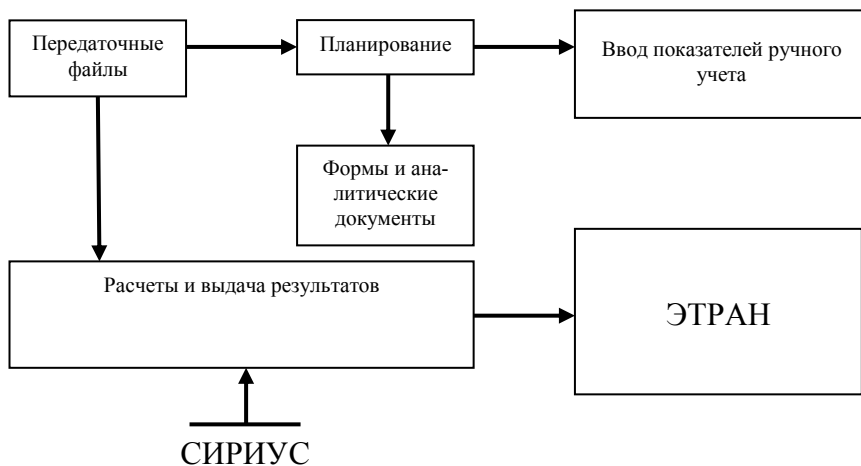 Передаточные
файлы
Планирование
Ввод показателей ручного
учета
Формы и ана-
литические
документы
Расчеты и выдача результатов
ЭТРАН
СИРИУС